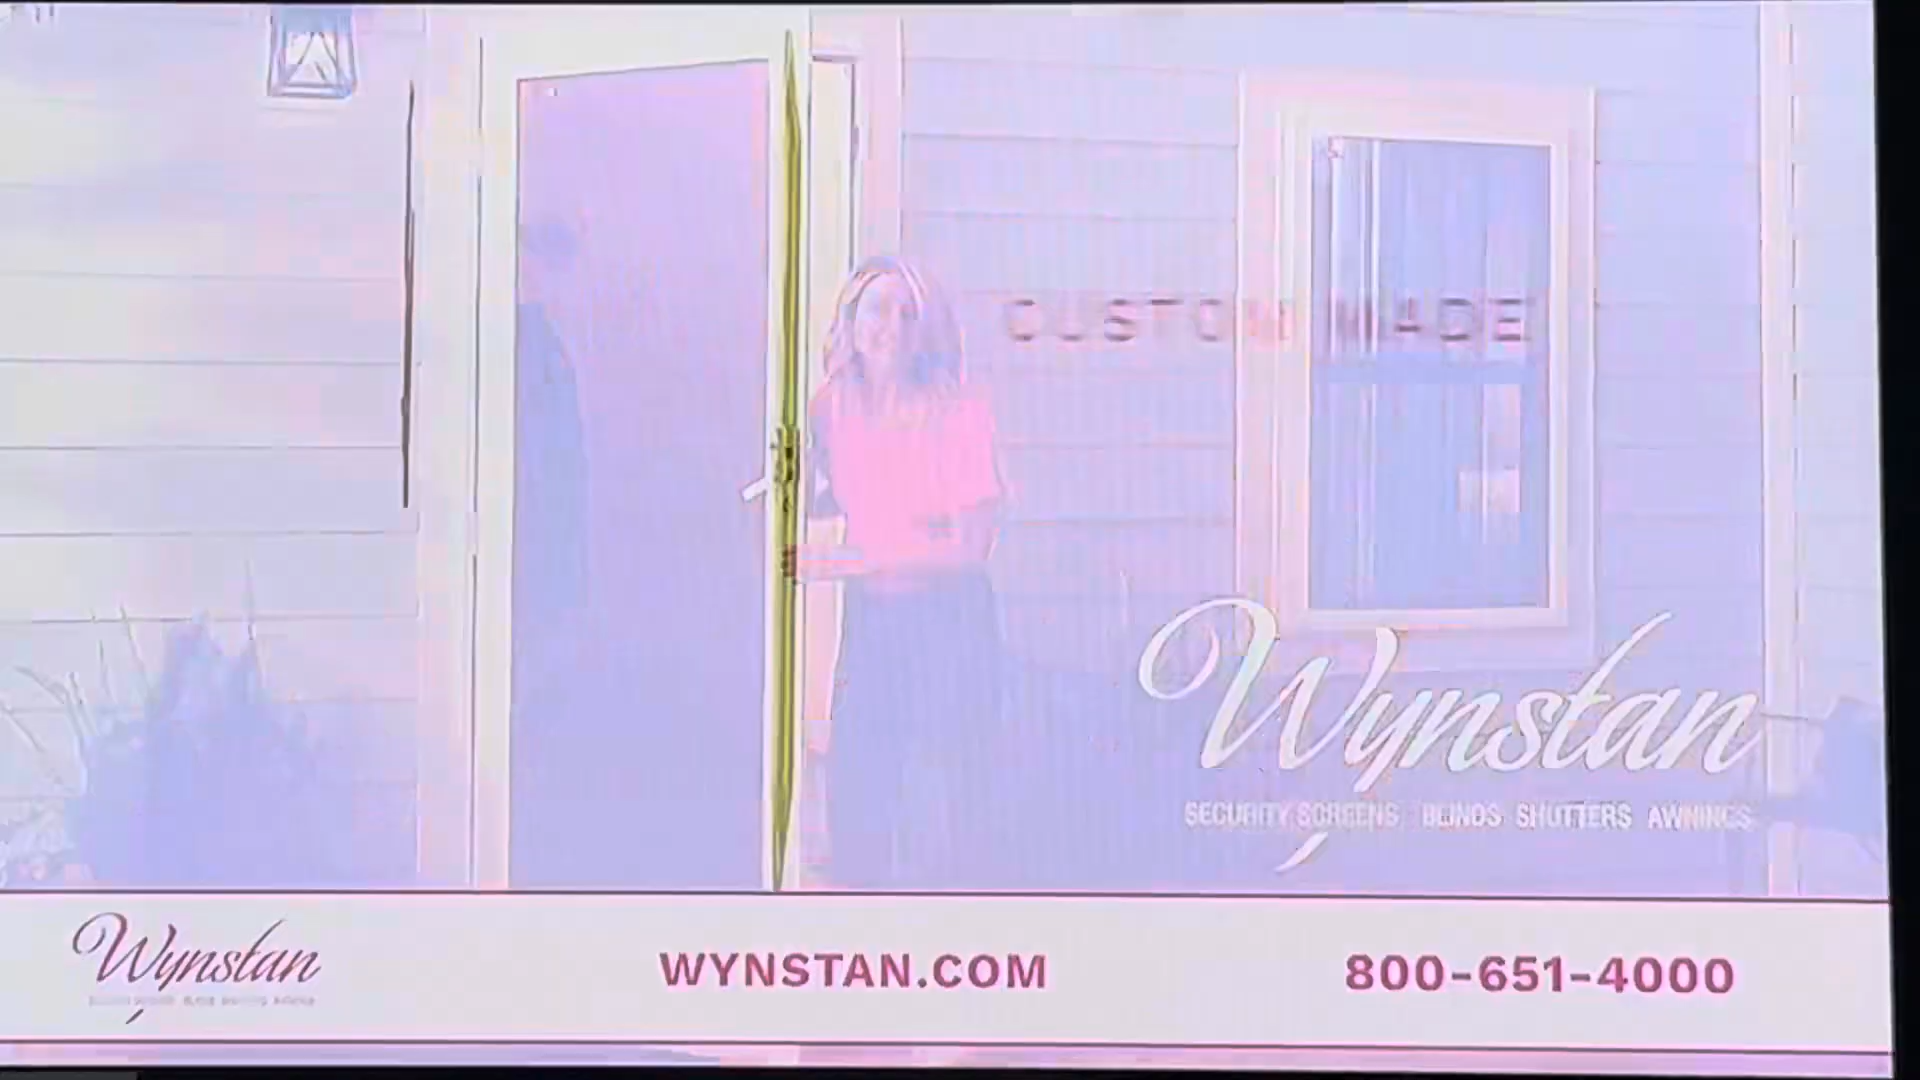 CUSTOM MADE
Wynstan
SECURITY SCREENS BLINDS SHUTTERS AWNINGS
Wynstan
WYNSTAN.COM
800-651-4000